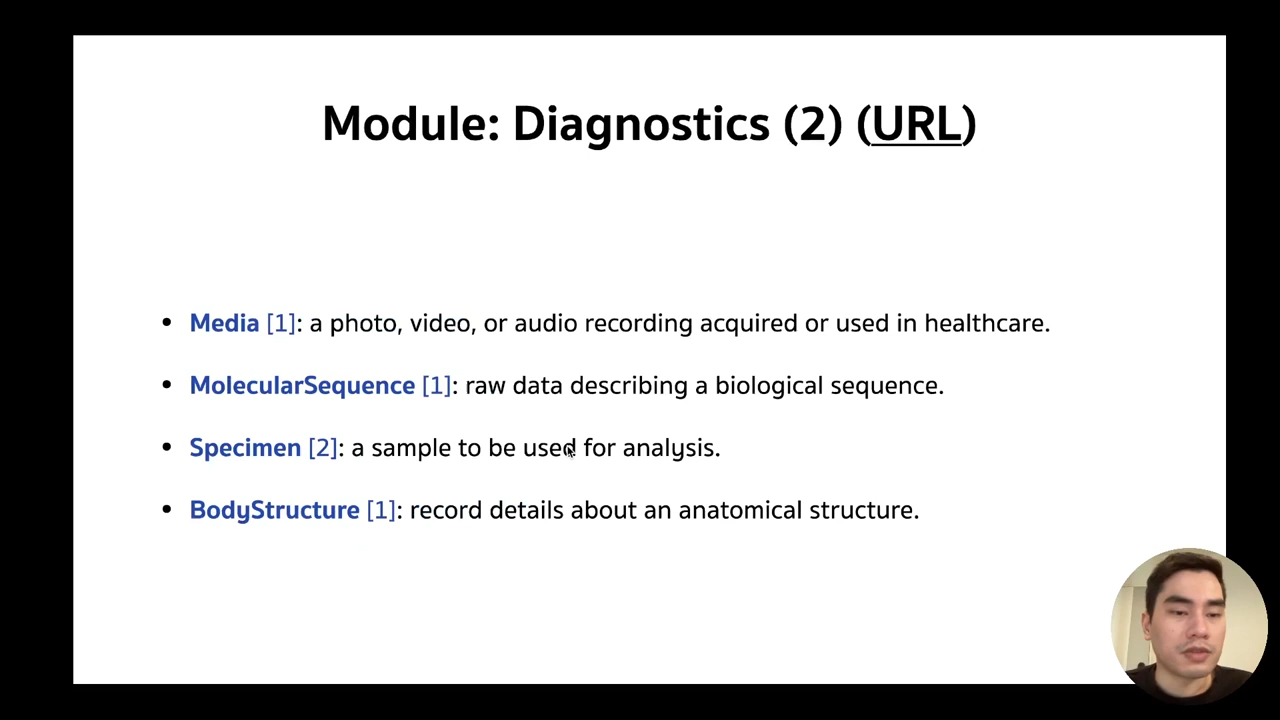 Module: Diagnostics (2) (URL)
• Media [1]: a photo, video, or audio recording acquired or used in healthcare.
• MolecularSequence [1]: raw data describing a biological sequence.
• Specimen [2]: a sample to be used for analysis.
• BodyStructure [1]: record details about an anatomical structure.